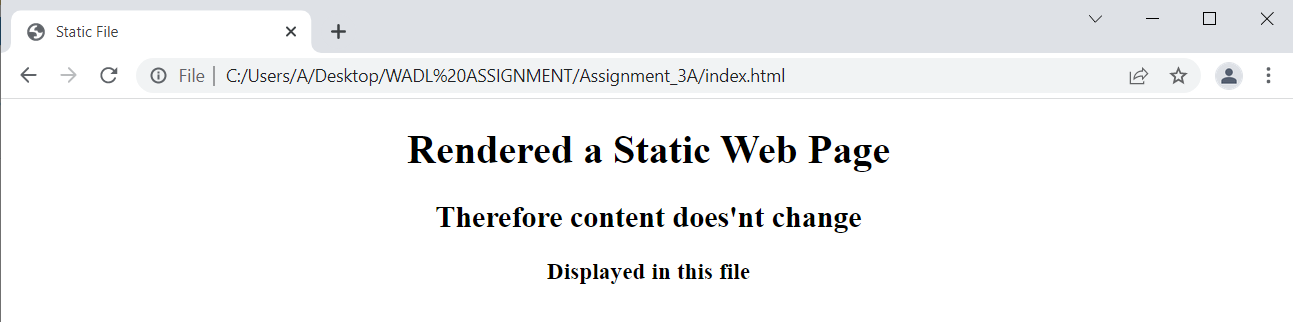 Static File
File | C:/Users/A/Desktop/WADL%20ASSIGNMENT/Assignment_3A/index.html
Rendered a Static Web Page
Therefore content does'nt change
Displayed in this file